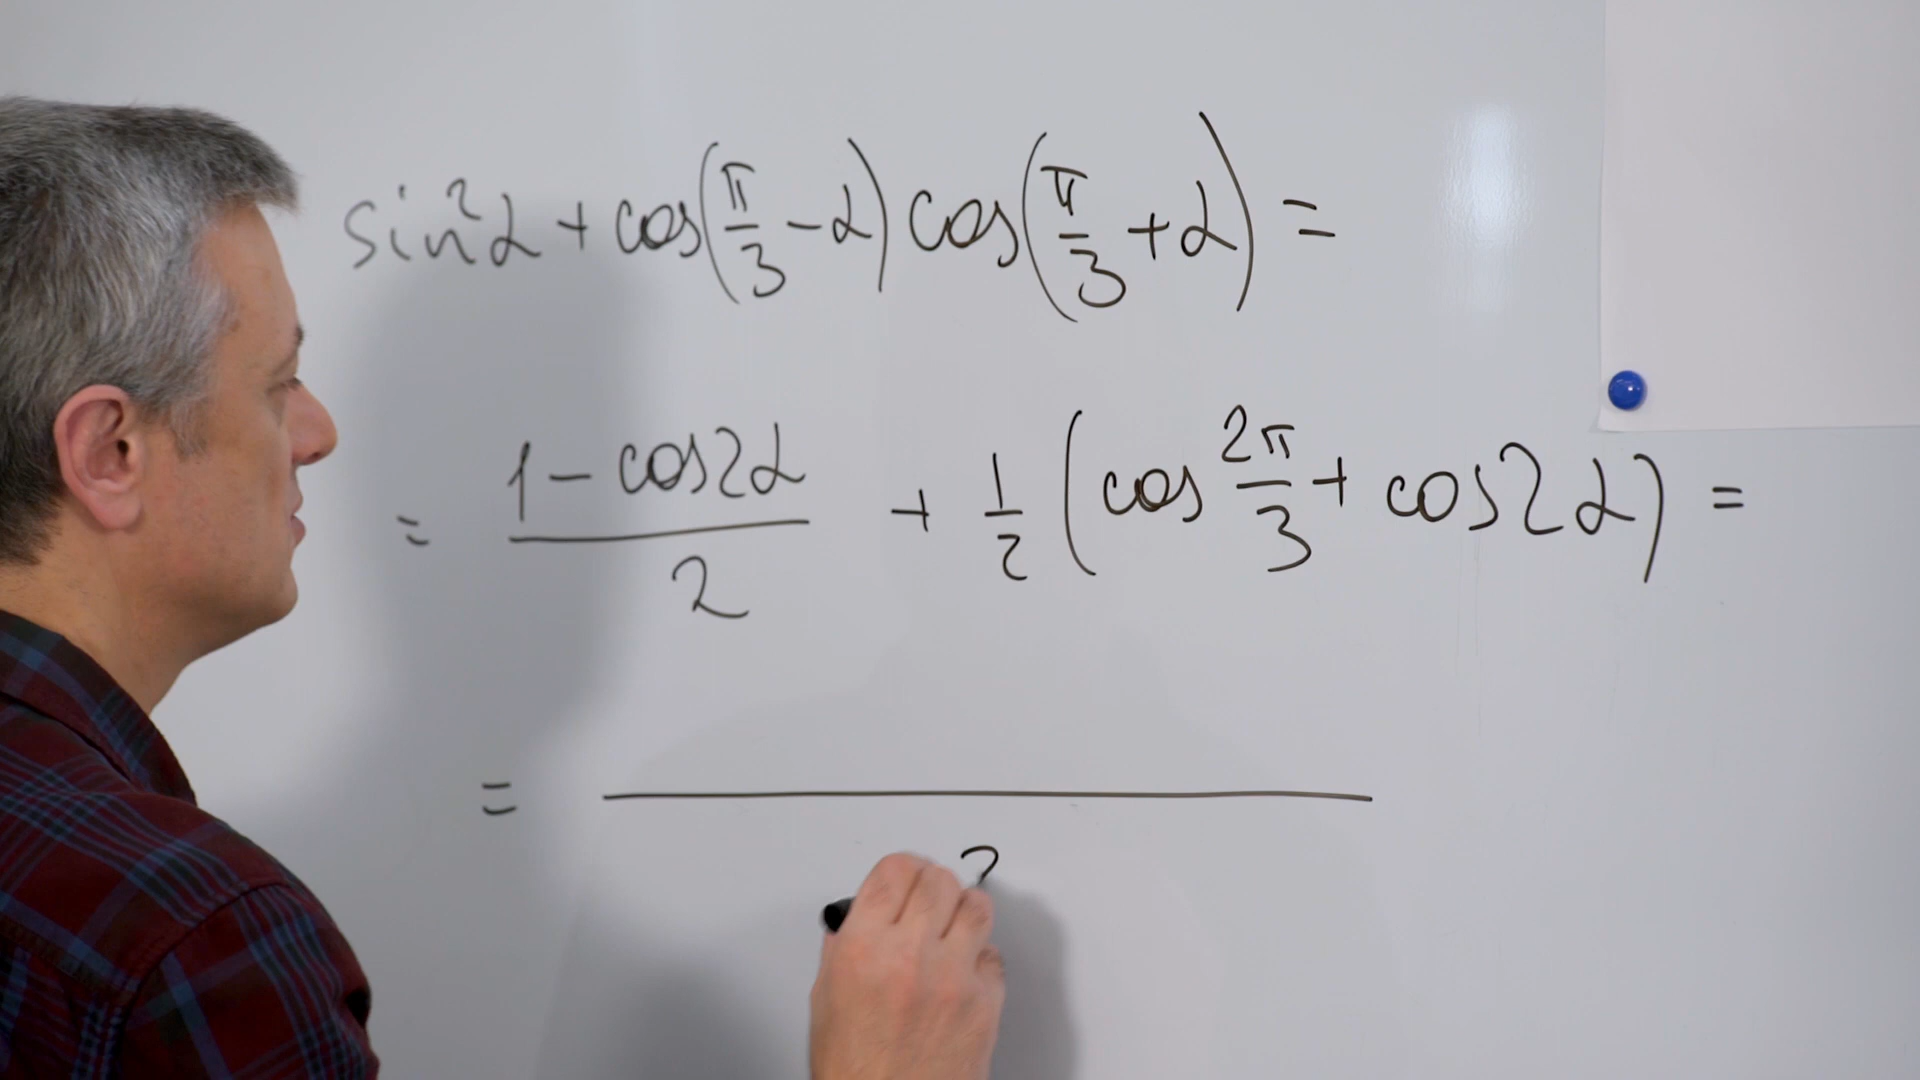 sin²α + cos(π/3 - α) cos(π/3 + α) =
= (1 - cos2α)/2 + 1/2 (cos 2π/3 + cos2α) =
= ——— 2